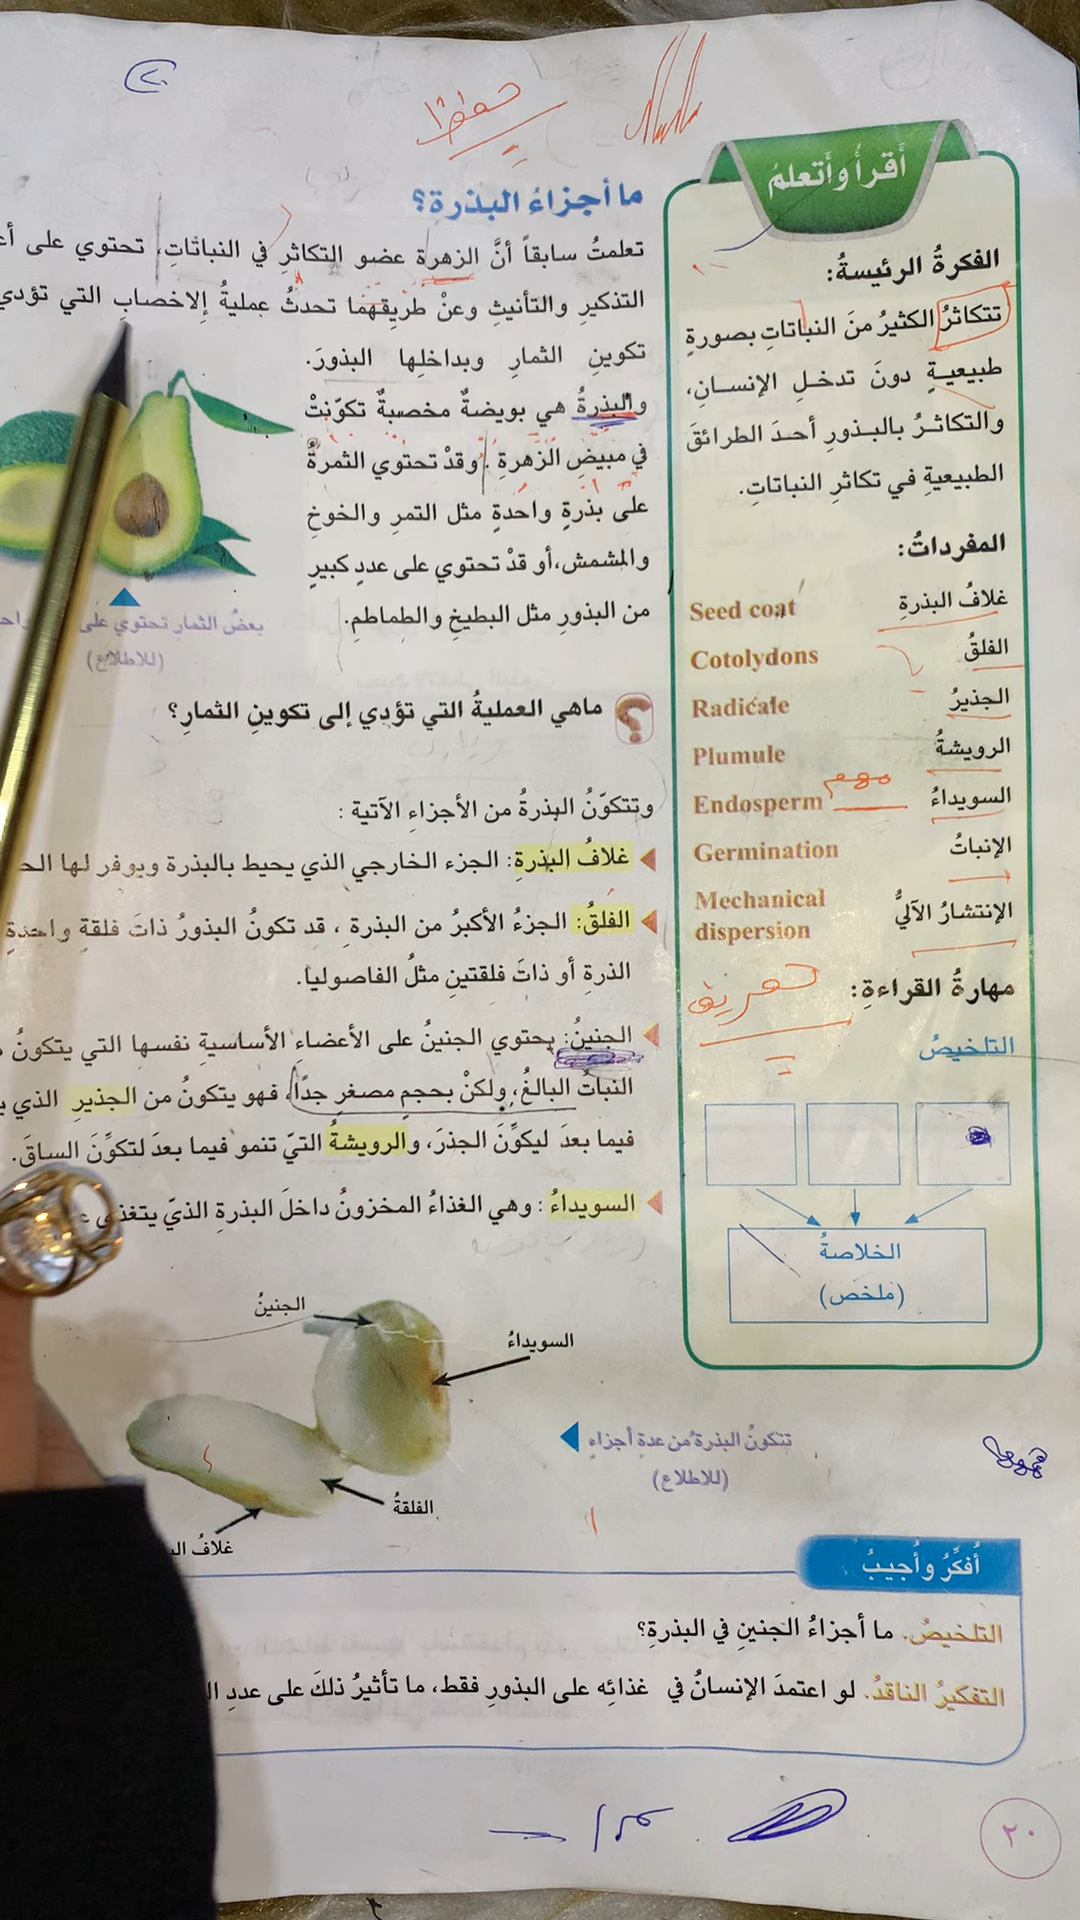 أقرأ وأتعلمُ
الفكرةُ الرئيسةُ:
تتكاثرُ الكثيرُ منَ النباتاتِ بصورةٍ
طبيعيةٍ دونَ تدخلِ الإنسانِ،
والتكاثرُ بالبذورِ أحدَ الطرائقَ
الطبيعيةِ في تكاثرِ النباتاتِ.
المفرداتُ:
غلافُ البذرةِ Seed coat
الفلقُ Cotolydons
الجذيرُ Radicale
الرويشةُ Plumule
السويداءُ Endosperm مهم
الإنباتُ Germination
الإنتشارُ الآليُّ Mechanical
dispersion
مهارةُ القراءةِ: تعريف
التلخيصُ
الخلاصةُ
(ملخص)
ما أجزاءُ البذرةِ؟
تعلمتُ سابقاً أنَّ الزهرة عضو التكاثرِ في النباتاتِ، تحتوي على
التذكيرِ والتأنيثِ وعنْ طريقهما تحدثُ عمليةُ الإخصابِ التي تؤدي
تكوينِ الثمارِ وبداخلِها البذورَ.
والبذرةُ هي بويضةٌ مخصبةٌ تكوّنتْ
في مبيضِ الزهرةِ. وقدْ تحتوي الثمرةُ
على بذرةٍ واحدةٍ مثل التمرِ والخوخِ
والمشمش، أو قدْ تحتوي على عددٍ كبيرٍ
من البذورِ مثل البطيخِ والطماطمِ.
بعضُ الثمارِ تحتوي على
(للاطلاع)
ماهي العمليةُ التي تؤدي إلى تكوينِ الثمارِ؟
وتتكوّنُ البذرةُ من الأجزاءِ الآتية :
غلافُ البذرةِ: الجزء الخارجي الذي يحيط بالبذرة ويوفر لها
الفلقُ: الجزءُ الأكبرُ من البذرة ، قد تكونُ البذورُ ذاتَ فلقةٍ واحدةٍ
الذرةِ أو ذاتَ فلقتينِ مثلُ الفاصوليا.
الجنينُ: يحتوي الجنينُ على الأعضاءِ الأساسيةِ نفسها التي يتكونُ
النباتُ البالغُ، ولكنْ بحجمٍ مصغرٍ جدًا، فهو يتكونُ من الجذيرِ الذي
فيما بعدَ ليكوِّنَ الجذرَ، والرويشةُ التيّ تنمو فيما بعدَ لتكوِّنَ الساقَ.
السويداءُ : وهي الغذاءُ المخزونُ داخلَ البذرةِ الذيّ يتغذى
الجنينُ
السويداءُ
الفلقةُ
غلافُ
تتكونُ البذرةُ من عدةِ أجزاءٍ
(للاطلاع)
أفكِّرُ وأجيبُ
التلخيصُ. ما أجزاءُ الجنينِ في البذرةِ؟
التفكيرُ الناقدُ. لو اعتمدَ الإنسانُ في غذائِه على البذورِ فقط، ما تأثيرُ ذلكَ على عددِ
٢٠